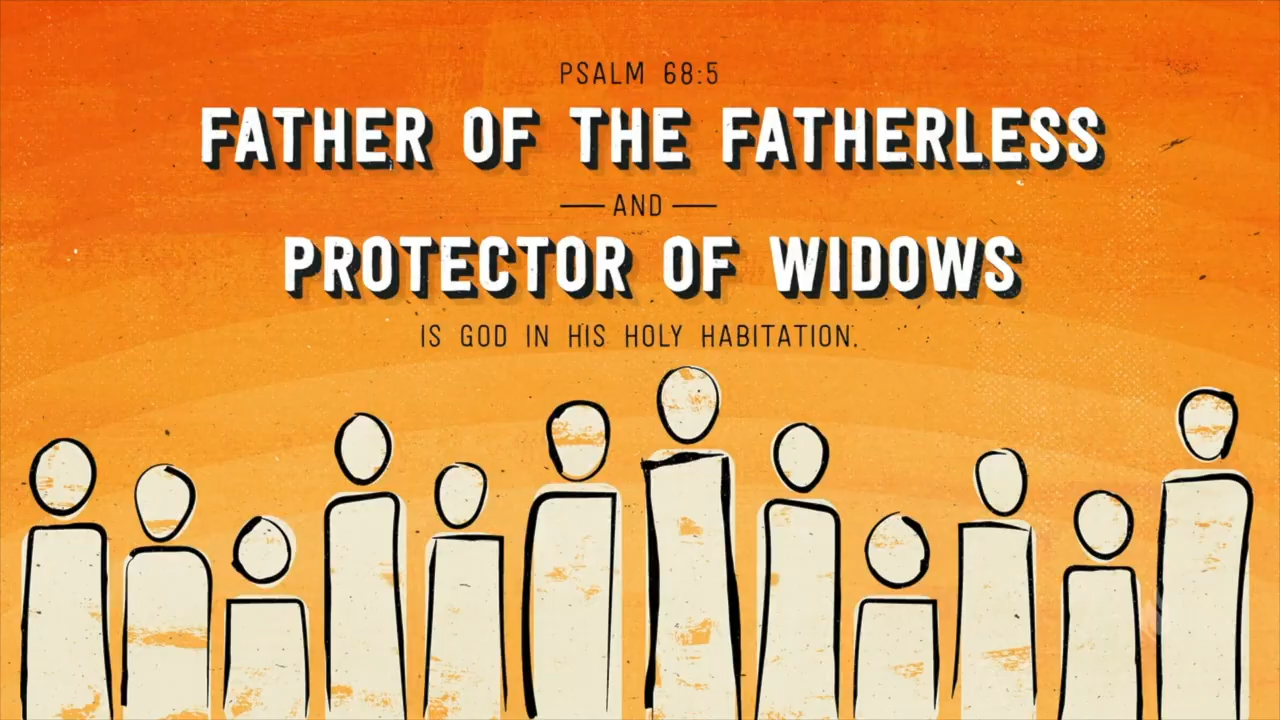 PSALM 68:5
FATHER OF THE FATHERLESS
AND
PROTECTOR OF WIDOWS
IS GOD IN HIS HOLY HABITATION.